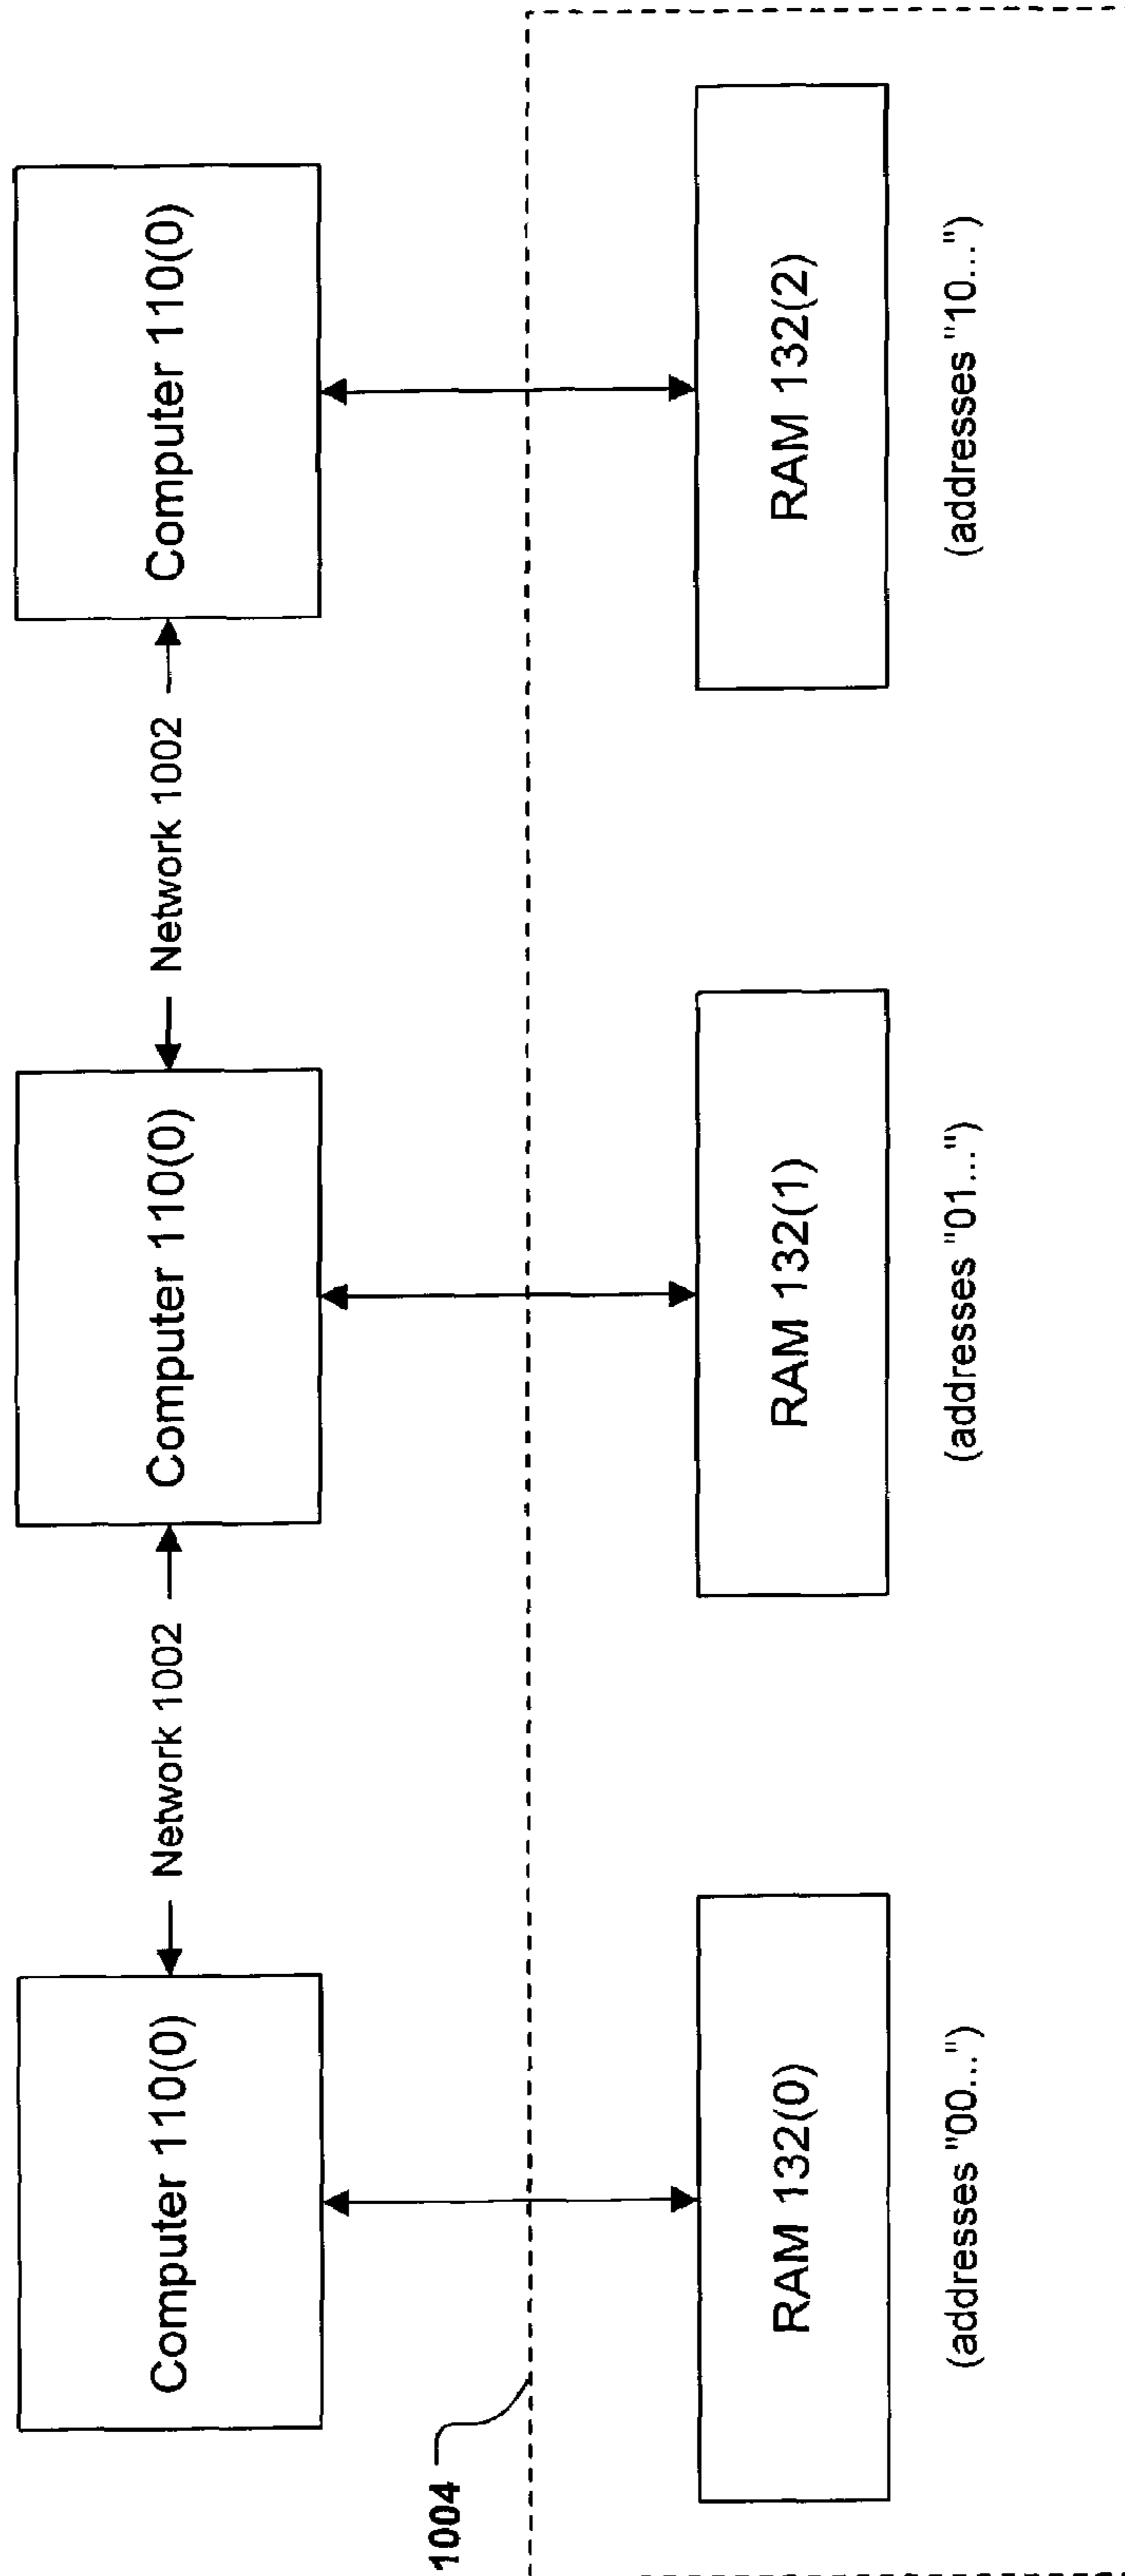 Computer 110(0)
Network 1002
Computer 110(0)
Network 1002
Computer 110(0)
1004
RAM 132(0)
RAM 132(1)
RAM 132(2)
(addresses "00...")
(addresses "01...")
(addresses "10...")